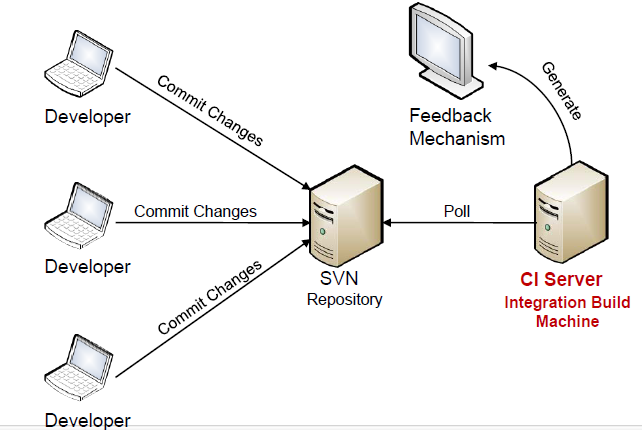 Developer
Commit Changes
Feedback
Mechanism
Generate
Developer
Commit Changes
SVN
Repository
Poll
CI Server
Integration Build
Machine
Commit Changes
Developer